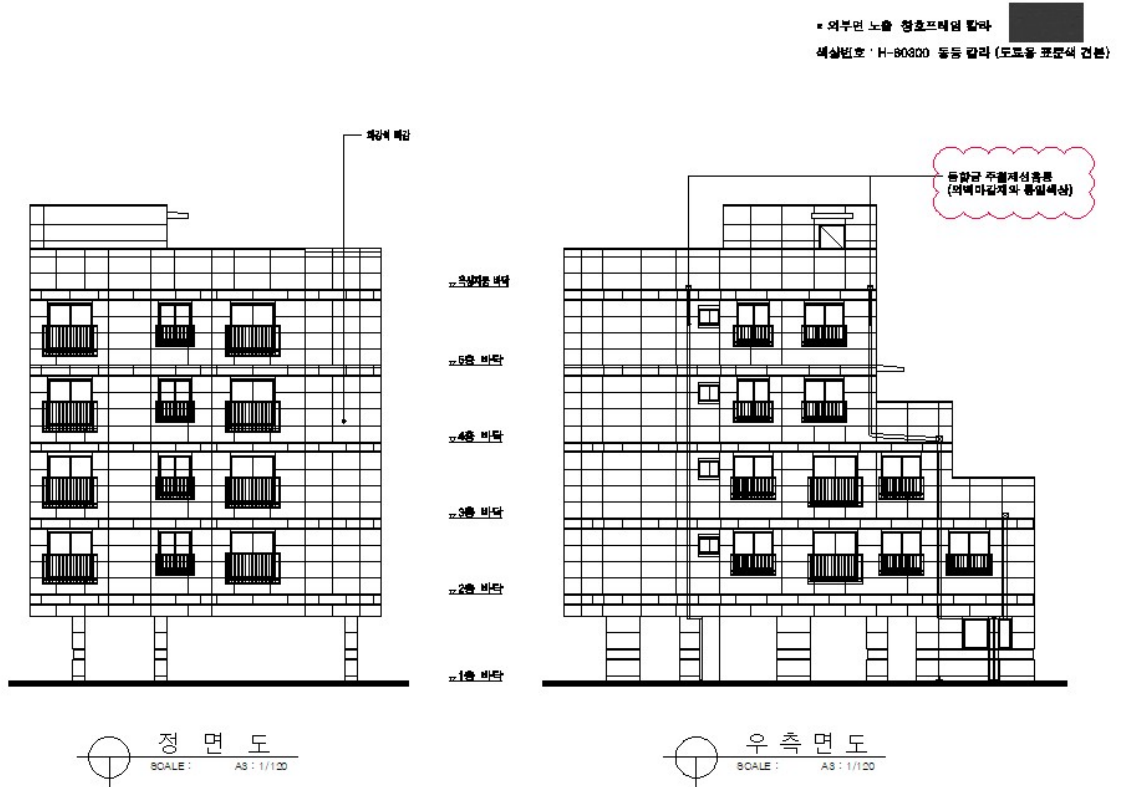 * 외부면 노출 창호프레임 칼라
색상번호 : H-80300 동등 칼라 (도료용 표준색 견본)
화강석 마감
동합금 주철제선홈통
(외벽마감재와 동일색상)
옥상지붕 바닥
5층 바닥
4층 바닥
3층 바닥
2층 바닥
1층 바닥
정 면 도
SCALE : A3 : 1/120
우 측 면 도
SCALE : A3 : 1/120